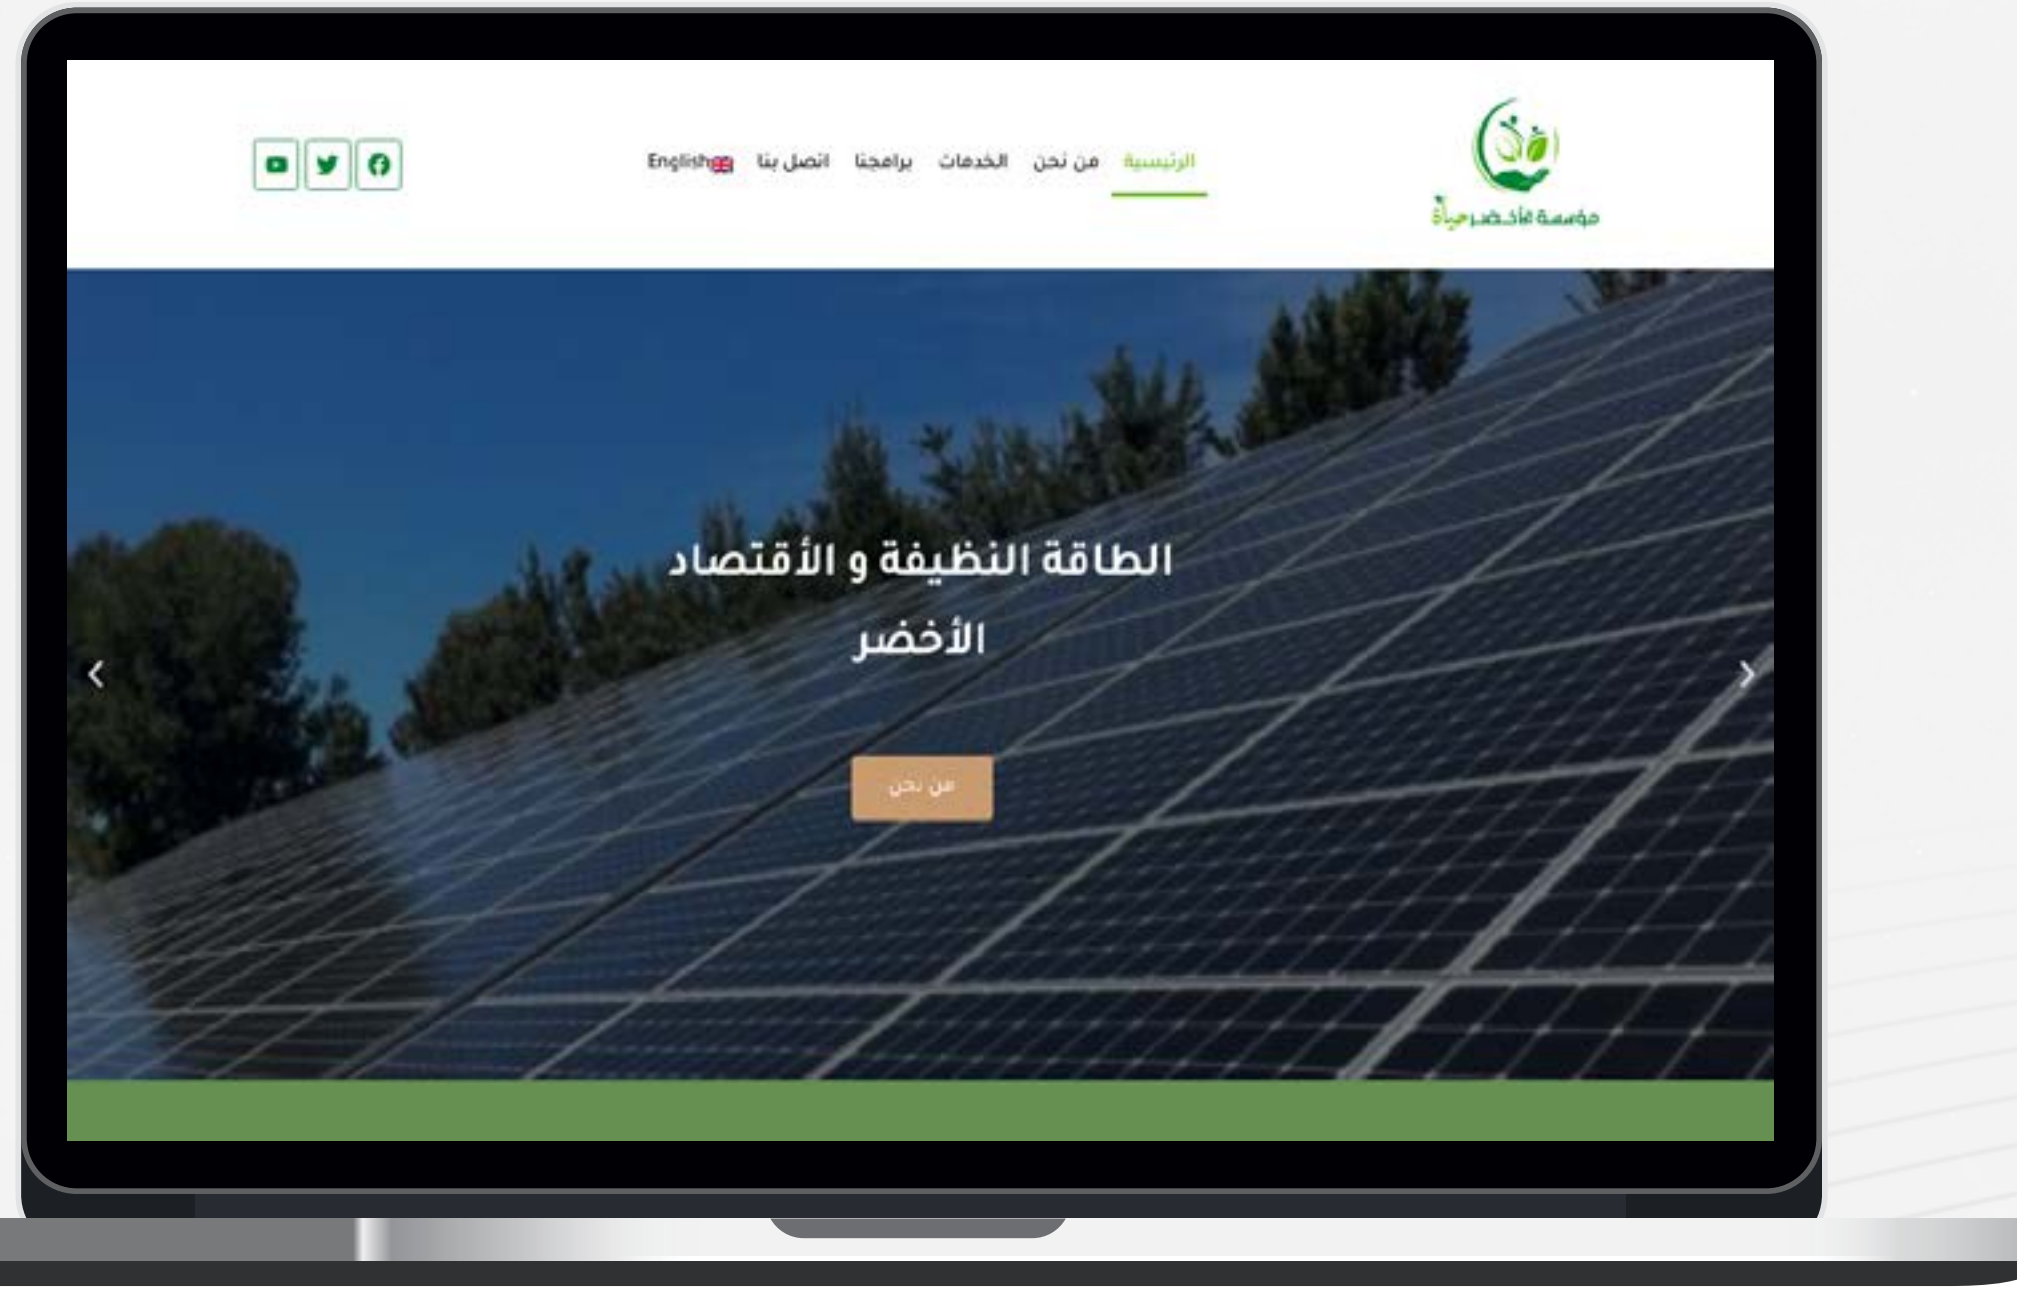 الرئيسية من نحن الخدمات برامجنا اتصل بنا English
مؤسسة الأخضر حياة
الطاقة النظيفة و الأقتصاد
الأخضر
من نحن